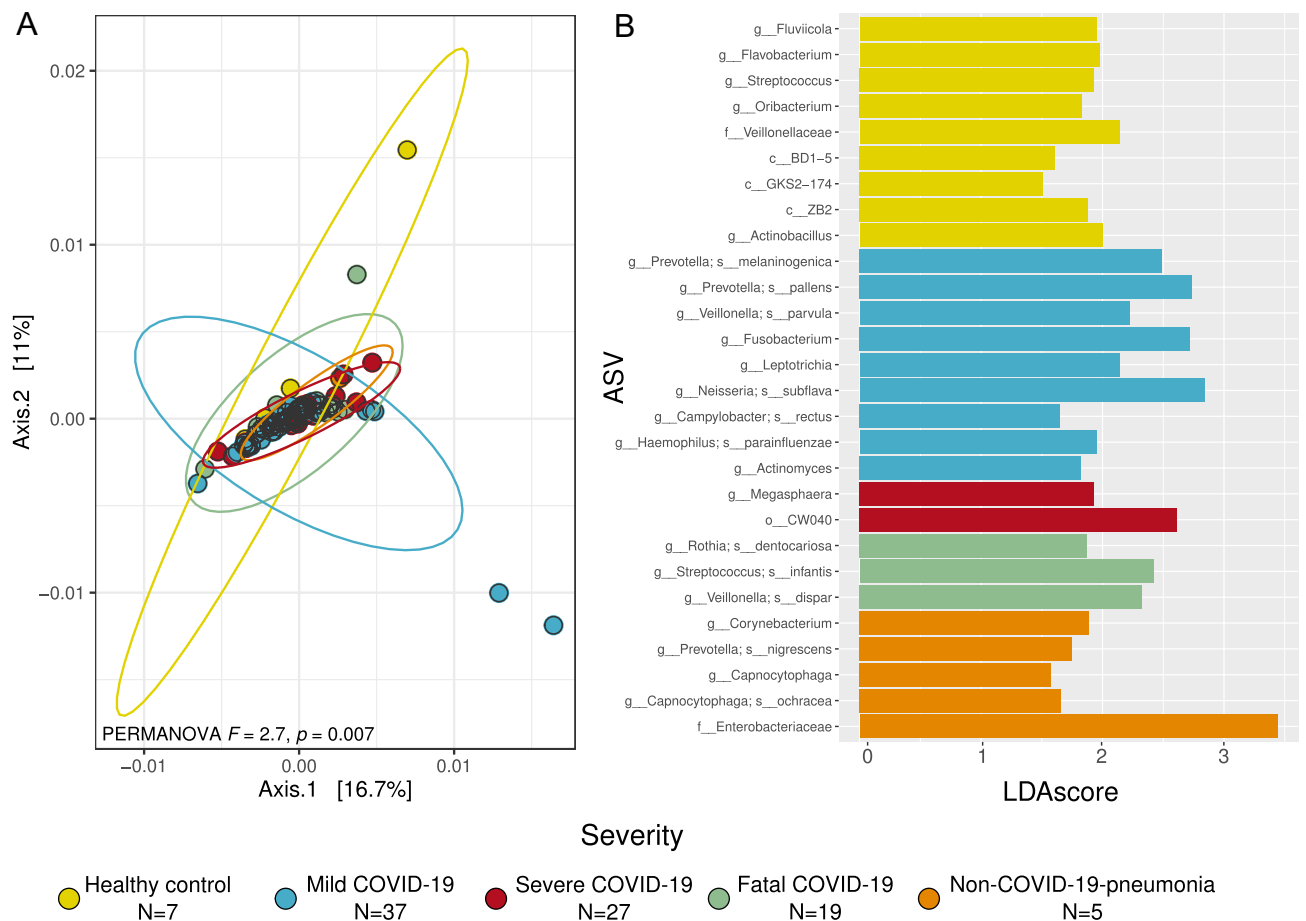 A
0.02
0.01
0.00
−0.01
Axis.2 [11%]
PERMANOVA F = 2.7, p = 0.007
−0.01
0.00
0.01
Axis.1 [16.7%]
B
ASV
g__Fluviicola
g__Flavobacterium
g__Streptococcus
g__Oribacterium
f__Veillonellaceae
c__BD1−5
c__GKS2−174
c__ZB2
g__Actinobacillus
g__Prevotella; s__melaninogenica
g__Prevotella; s__pallens
g__Veillonella; s__parvula
g__Fusobacterium
g__Leptotrichia
g__Neisseria; s__subflava
g__Campylobacter; s__rectus
g__Haemophilus; s__parainfluenzae
g__Actinomyces
g__Megasphaera
o__CW040
g__Rothia; s__dentocariosa
g__Streptococcus; s__infantis
g__Veillonella; s__dispar
g__Corynebacterium
g__Prevotella; s__nigrescens
g__Capnocytophaga
g__Capnocytophaga; s__ochracea
f__Enterobacteriaceae
0
1
2
3
LDAscore
Severity
Healthy control
N=7
Mild COVID-19
N=37
Severe COVID-19
N=27
Fatal COVID-19
N=19
Non-COVID-19-pneumonia
N=5